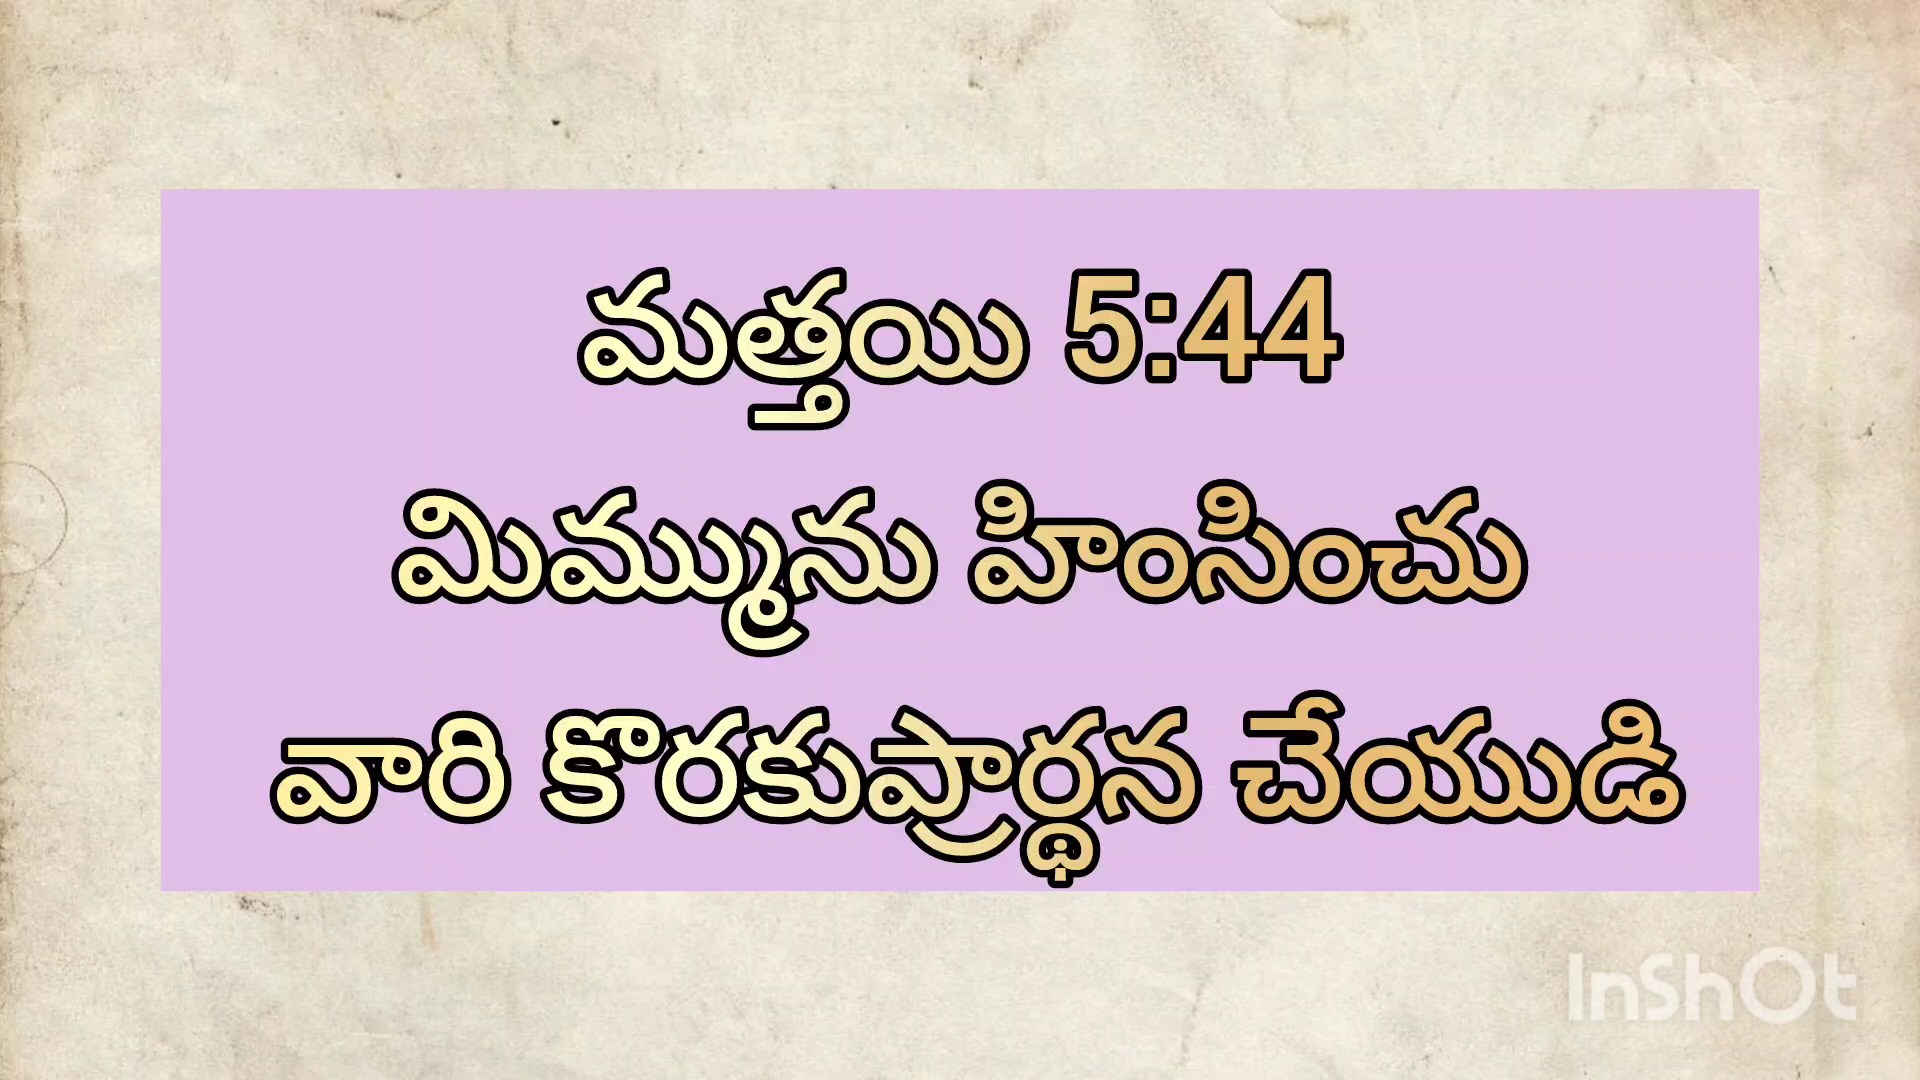 మత్తయి 5:44
మిమ్మును హింసించు
వారి కొరకుప్రార్థన చేయుడి
InShOt